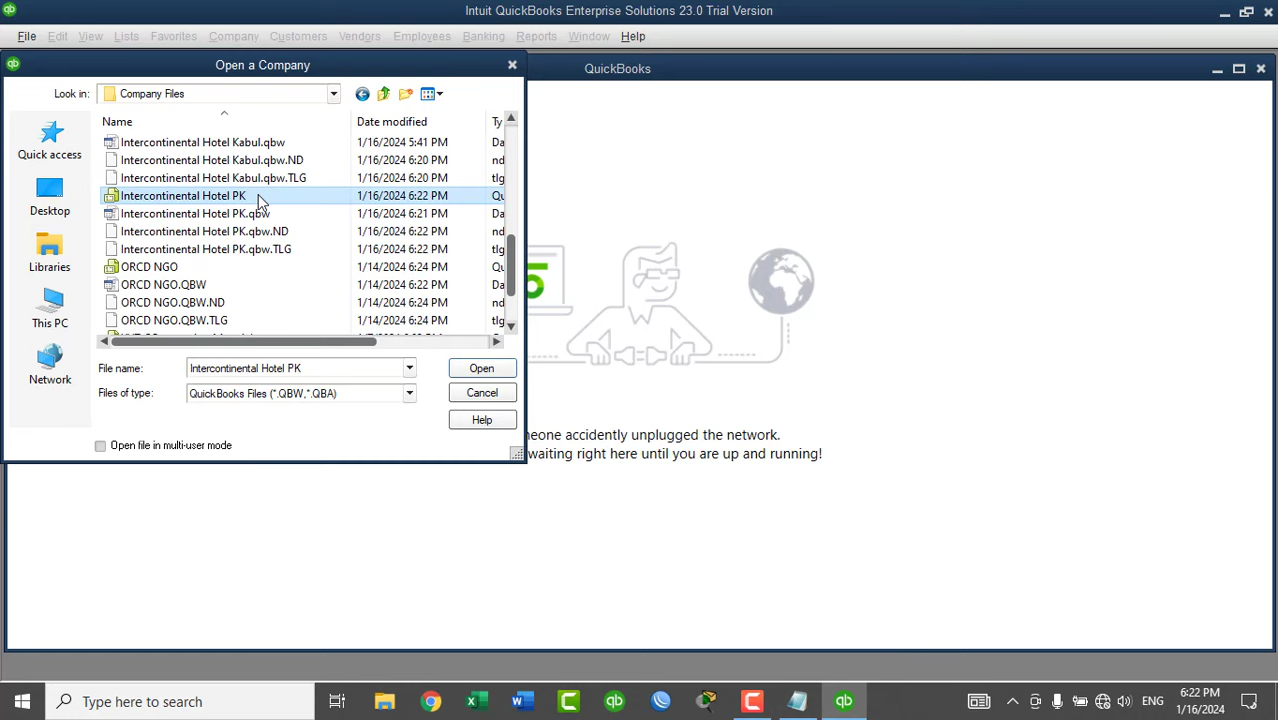 Intuit QuickBooks Enterprise Solutions 23.0 Trial Version
File Edit View Lists Favorites Company Customers Vendors Employees Banking Reports Window Help
Open a Company
QuickBooks
Look in: Company Files
Name Date modified Ty
Quick access
Desktop
Libraries
This PC
Network
Intercontinental Hotel Kabul.qbw 1/16/2024 5:41 PM Da
Intercontinental Hotel Kabul.qbw.ND 1/16/2024 6:20 PM nd
Intercontinental Hotel Kabul.qbw.TLG 1/16/2024 6:20 PM tlg
Intercontinental Hotel PK 1/16/2024 6:22 PM Qu
Intercontinental Hotel PK.qbw 1/16/2024 6:21 PM Da
Intercontinental Hotel PK.qbw.ND 1/16/2024 6:22 PM nd
Intercontinental Hotel PK.qbw.TLG 1/16/2024 6:22 PM tlg
ORCD NGO 1/14/2024 6:24 PM Qu
ORCD NGO.QBW 1/14/2024 6:22 PM Da
ORCD NGO.QBW.ND 1/14/2024 6:24 PM nd
ORCD NGO.QBW.TLG 1/14/2024 6:24 PM tlg
File name: Intercontinental Hotel PK Open
Files of type: QuickBooks Files (*.QBW,*.QBA) Cancel
Help
Open file in multi-user mode
eone accidently unplugged the network.
waiting right here until you are up and running!
Type here to search
ENG
6:22 PM
1/16/2024